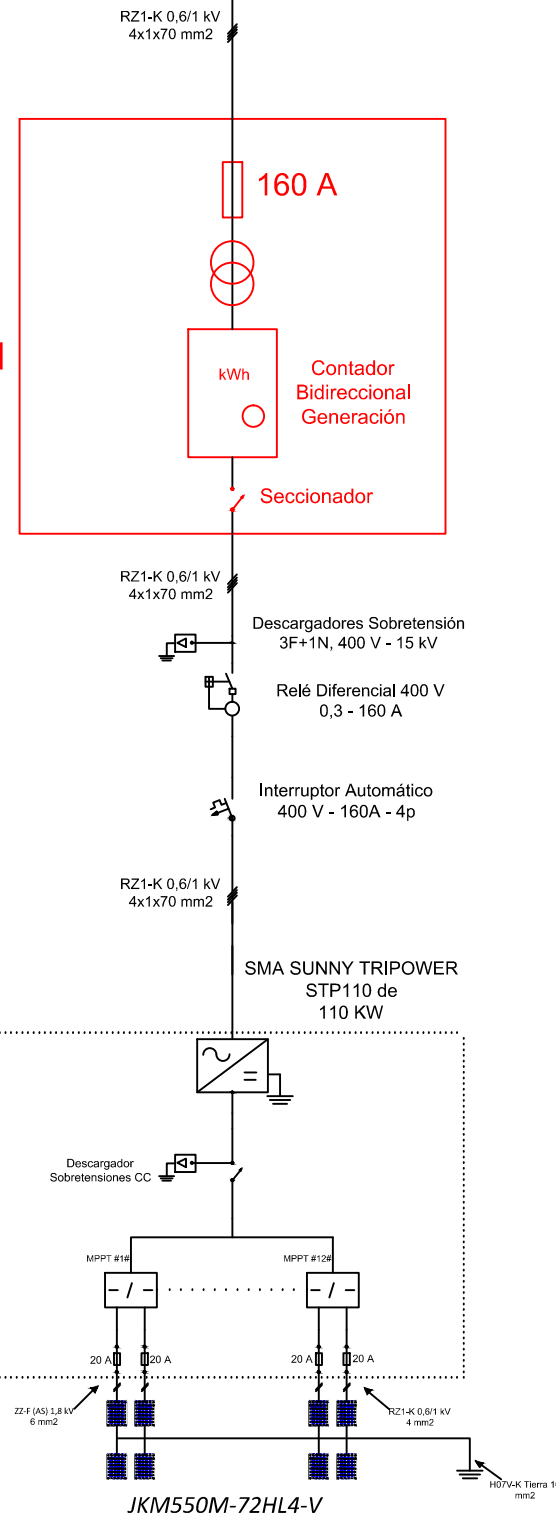 RZ1-K 0,6/1 kV
4x1x70 mm2
160 A
kWh
Contador
Bidireccional
Generación
Seccionador
RZ1-K 0,6/1 kV
4x1x70 mm2
Descargadores Sobretensión
3F+1N, 400 V - 15 kV
Relé Diferencial 400 V
0,3 - 160 A
Interruptor Automático
400 V - 160A - 4p
RZ1-K 0,6/1 kV
4x1x70 mm2
SMA SUNNY TRIPOWER
STP110 de
110 KW
Descargador
Sobretensiones CC
MPPT #1#
MPPT #12#
20 A
20 A
20 A
20 A
ZZ-F (AS) 1,8 kV
6 mm2
RZ1-K 0,6/1 kV
4 mm2
H07V-K Tierra
mm2
JKM550M-72HL4-V